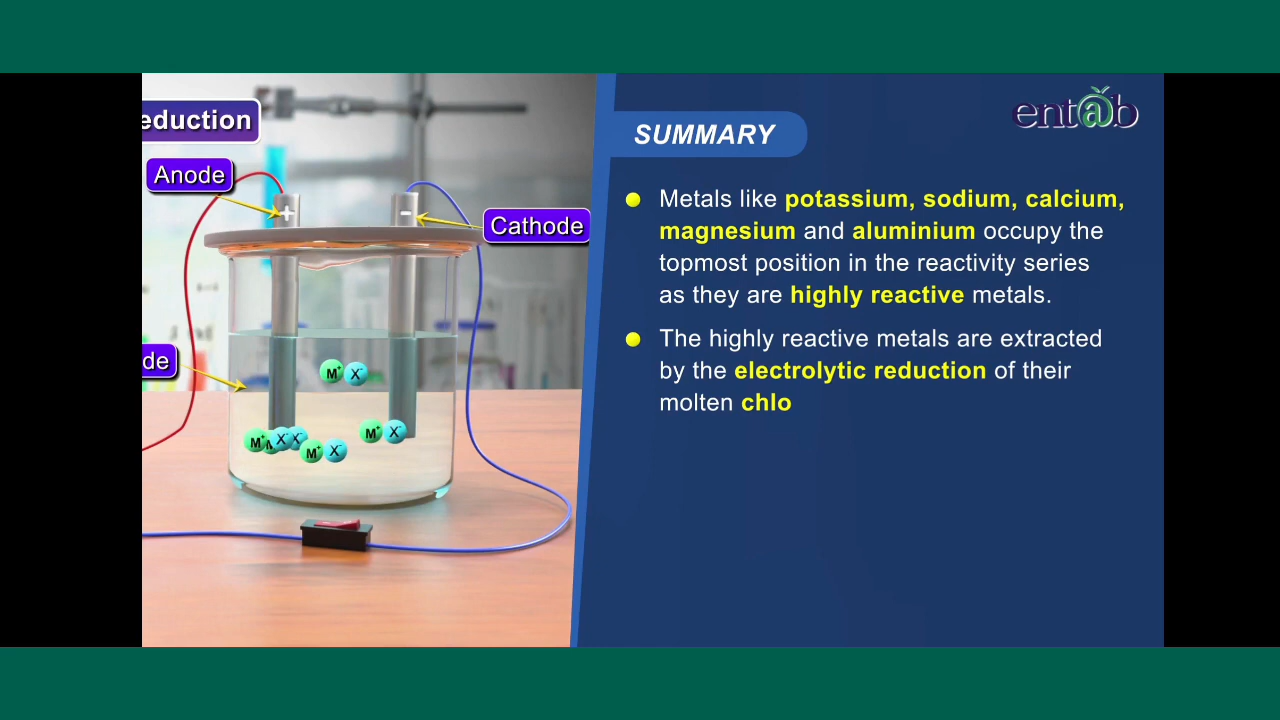 eduction
Anode
+
-
Cathode
de
M⁺ X⁻
M⁺ X⁻ X⁻
M⁺ X⁻
M⁺ X⁻
entab
SUMMARY
Metals like potassium, sodium, calcium,
magnesium and aluminium occupy the
topmost position in the reactivity series
as they are highly reactive metals.
The highly reactive metals are extracted
by the electrolytic reduction of their
molten chlo